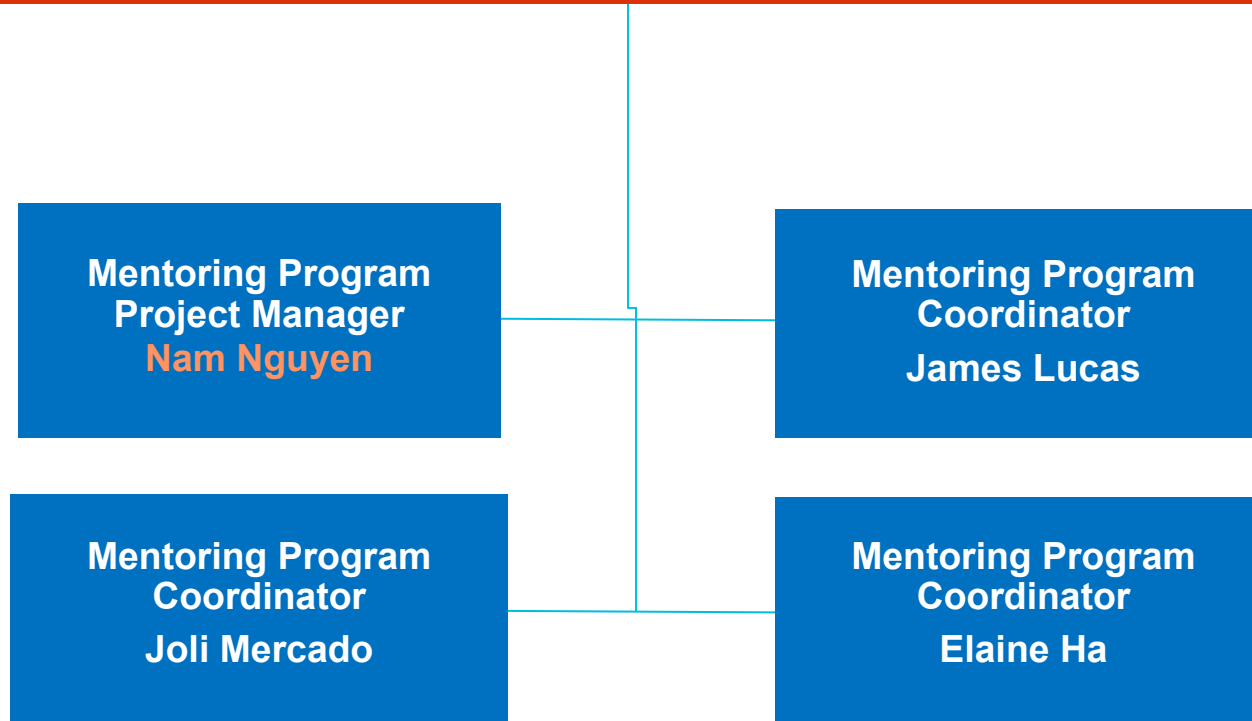 Mentoring Program
Project Manager
Nam Nguyen
Mentoring Program
Coordinator
James Lucas
Mentoring Program
Coordinator
Joli Mercado
Mentoring Program
Coordinator
Elaine Ha